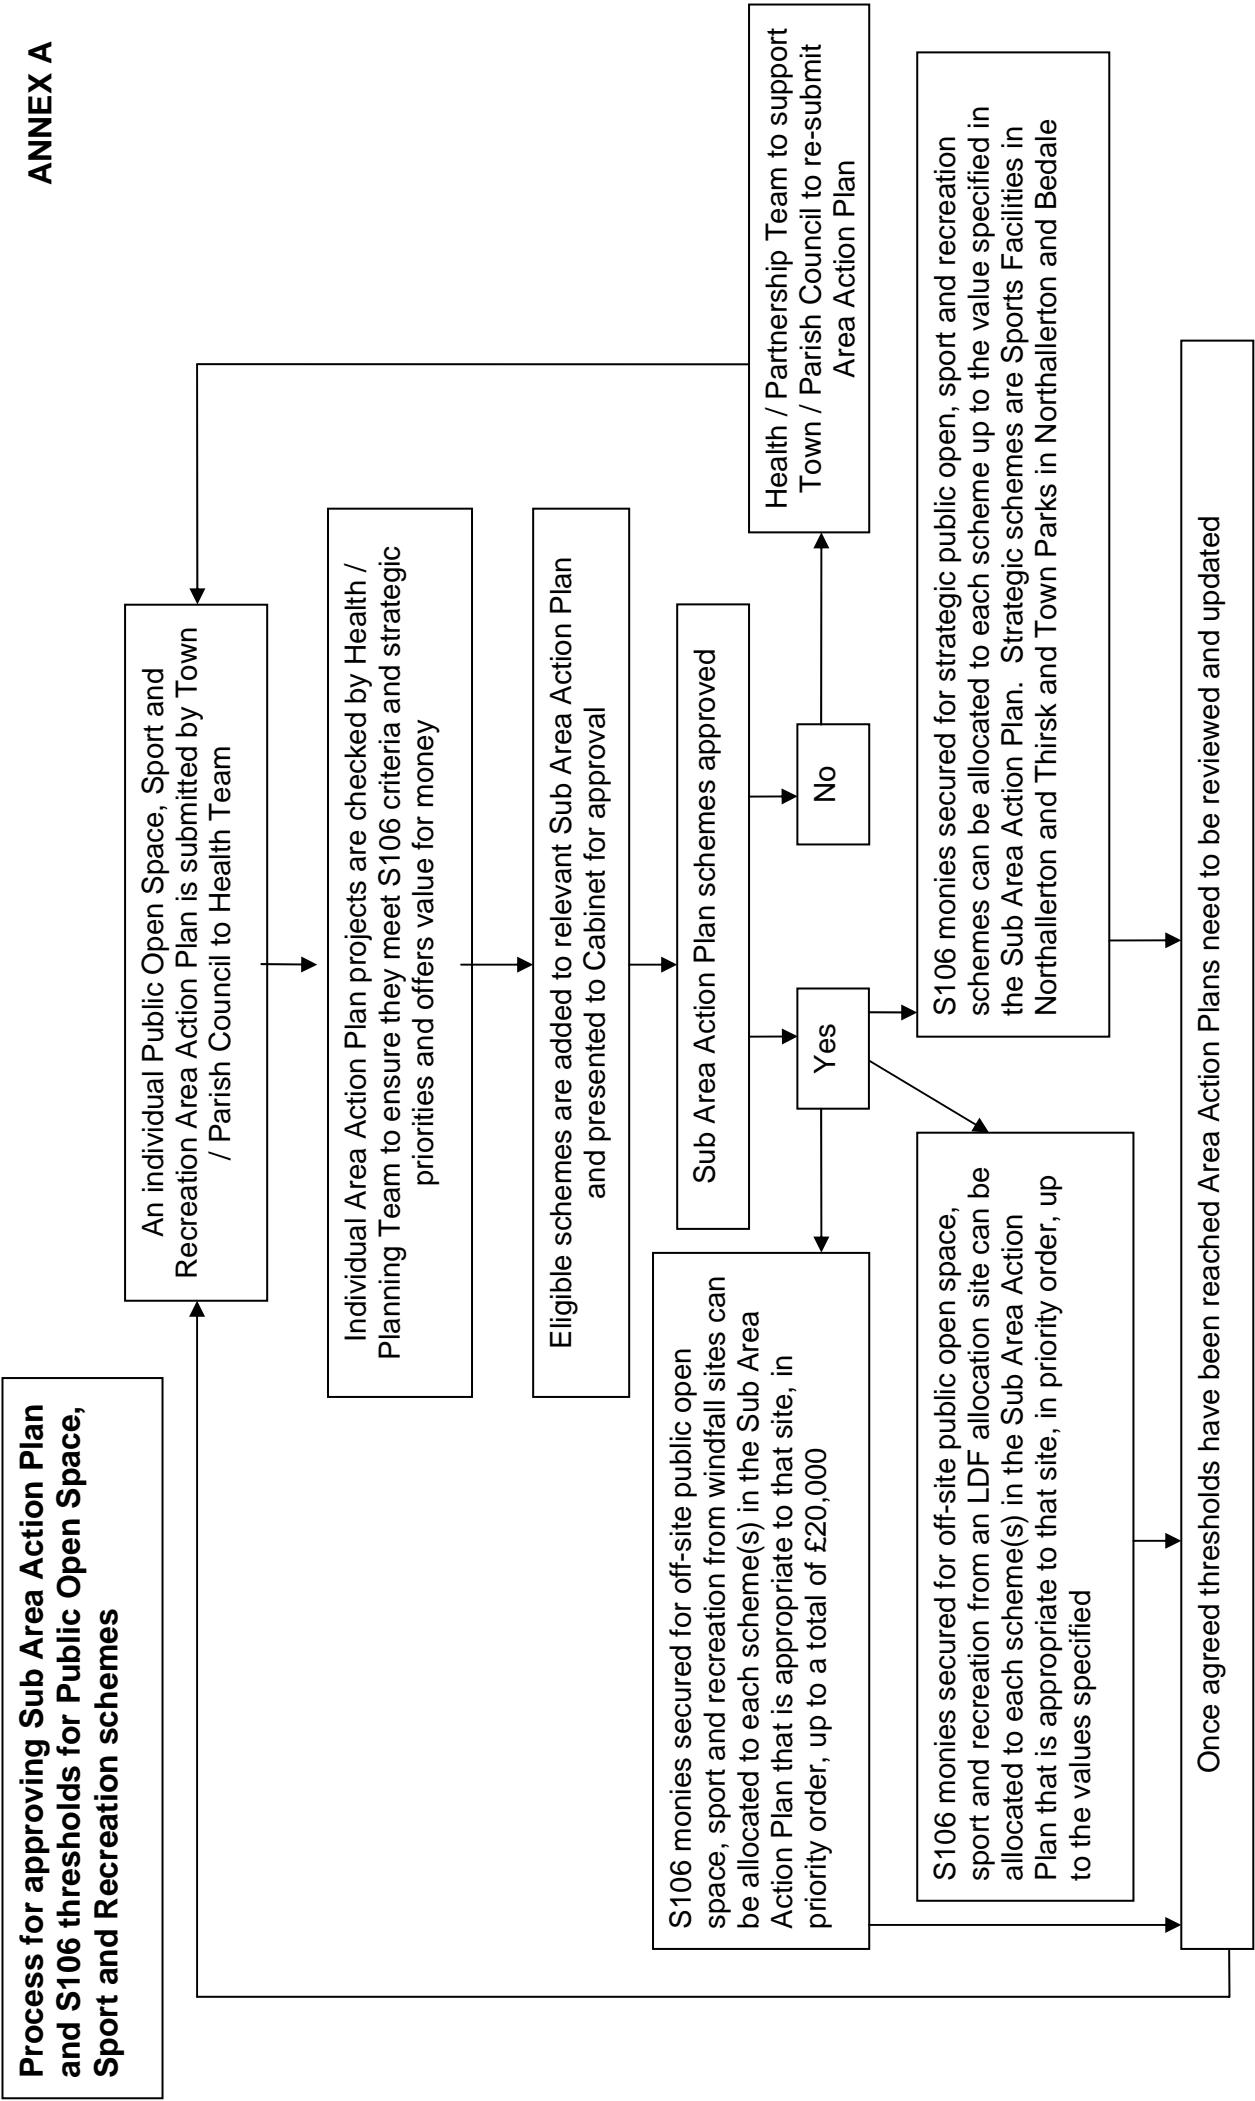 ANNEX A
Process for approving Sub Area Action Plan
and S106 thresholds for Public Open Space,
Sport and Recreation schemes
An individual Public Open Space, Sport and
Recreation Area Action Plan is submitted by Town
/ Parish Council to Health Team
Individual Area Action Plan projects are checked by Health /
Planning Team to ensure they meet S106 criteria and strategic
priorities and offers value for money
Eligible schemes are added to relevant Sub Area Action Plan
and presented to Cabinet for approval
Sub Area Action Plan schemes approved
Yes
No
Health / Partnership Team to support
Town / Parish Council to re-submit
Area Action Plan
S106 monies secured for off-site public open
space, sport and recreation from windfall sites can
be allocated to each scheme(s) in the Sub Area
Action Plan that is appropriate to that site, in
priority order, up to a total of £20,000
S106 monies secured for off-site public open space,
sport and recreation from an LDF allocation site can be
allocated to each scheme(s) in the Sub Area Action
Plan that is appropriate to that site, in priority order, up
to the values specified
S106 monies secured for strategic public open, sport and recreation
schemes can be allocated to each scheme up to the value specified in
the Sub Area Action Plan.  Strategic schemes are Sports Facilities in
Northallerton and Thirsk and Town Parks in Northallerton and Bedale
Once agreed thresholds have been reached Area Action Plans need to be reviewed and updated